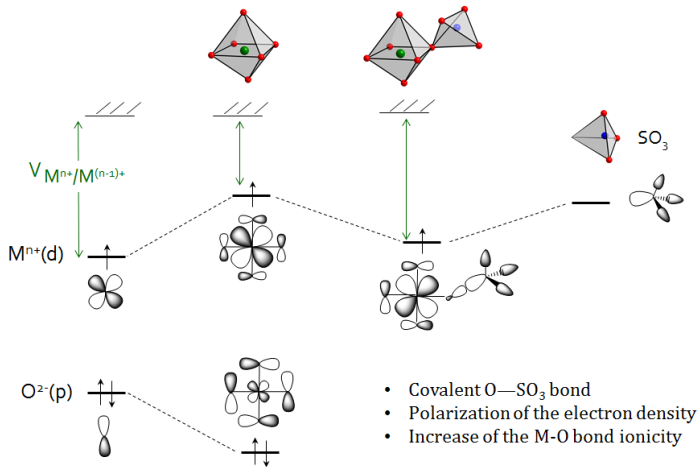 SO₃
V Mⁿ⁺/M⁽ⁿ⁻¹⁾⁺
Mⁿ⁺(d)
O²⁻(p)
• Covalent O—SO₃ bond
• Polarization of the electron density
• Increase of the M-O bond ionicity